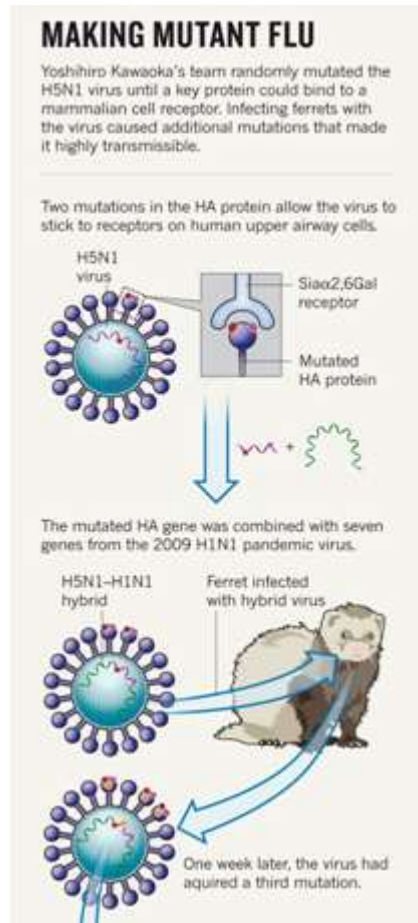 MAKING MUTANT FLU
Yoshihiro Kawaoka's team randomly mutated the
H5N1 virus until a key protein could bind to a
mammalian cell receptor. Infecting ferrets with
the virus caused additional mutations that made
it highly transmissible.
Two mutations in the HA protein allow the virus to
stick to receptors on human upper airway cells.
H5N1
virus
Siaα2,6Gal
receptor
Mutated
HA protein
+
The mutated HA gene was combined with seven
genes from the 2009 H1N1 pandemic virus.
H5N1–H1N1
hybrid
Ferret infected
with hybrid virus
One week later, the virus had
aquired a third mutation.